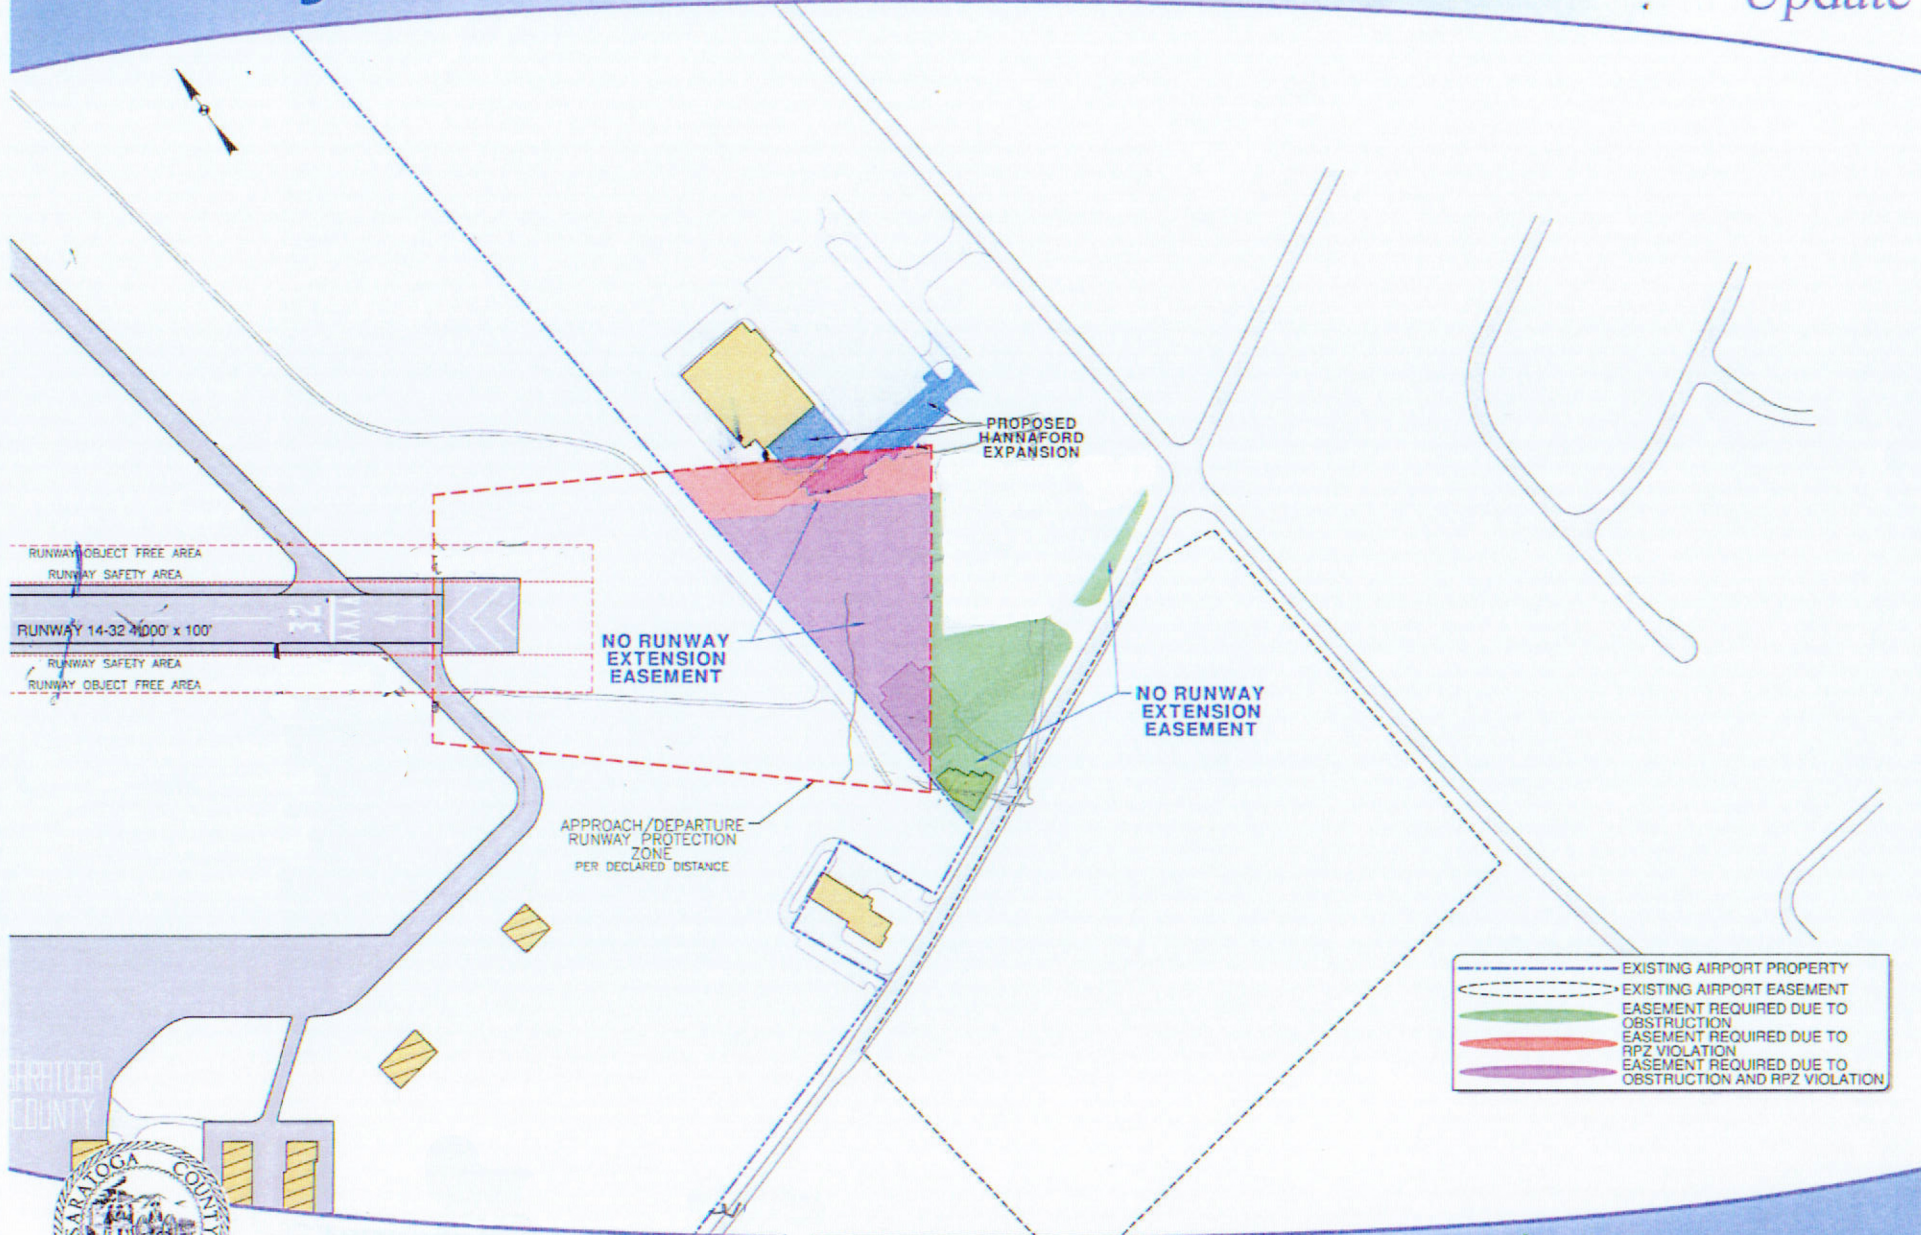 Update
PROPOSED
HANNAFORD
EXPANSION
RUNWAY OBJECT FREE AREA
RUNWAY SAFETY AREA
32
RUNWAY 14-32 4,000' x 100'
RUNWAY SAFETY AREA
RUNWAY OBJECT FREE AREA
NO RUNWAY
EXTENSION
EASEMENT
NO RUNWAY
EXTENSION
EASEMENT
APPROACH/DEPARTURE
RUNWAY PROTECTION
ZONE
PER DECLARED DISTANCE
EXISTING AIRPORT PROPERTY
EXISTING AIRPORT EASEMENT
EASEMENT REQUIRED DUE TO
OBSTRUCTION
EASEMENT REQUIRED DUE TO
RPZ VIOLATION
EASEMENT REQUIRED DUE TO
OBSTRUCTION AND RPZ VIOLATION
SARATOGA
COUNTY
SARATOGA COUNTY